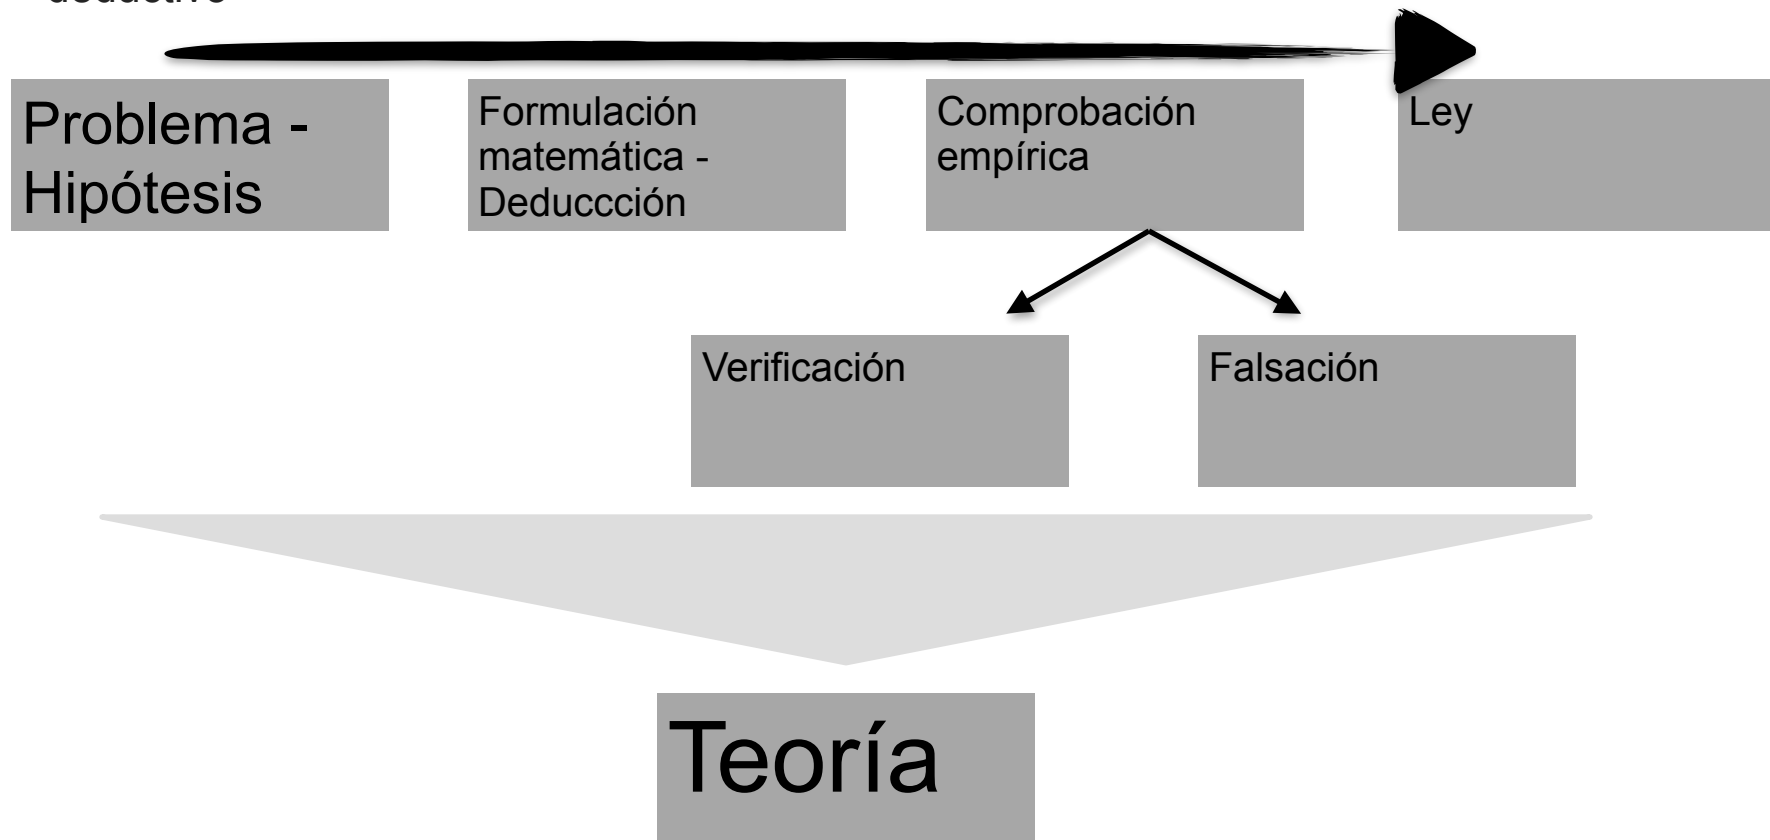 Problema -
Hipótesis
Formulación
matemática -
Deduccción
Comprobación
empírica
Ley
Verificación
Falsación
Teoría